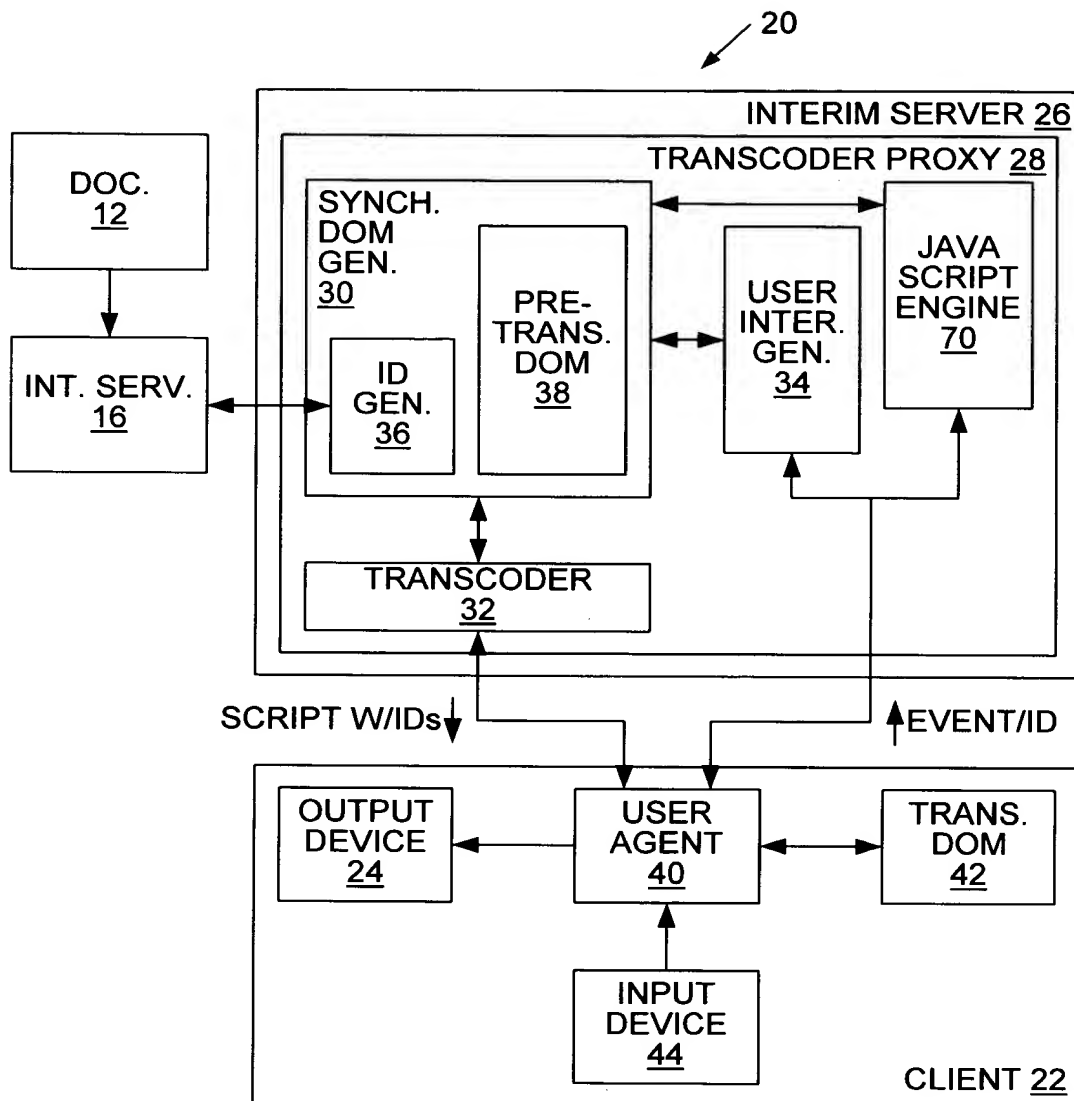 20
INTERIM SERVER 26
TRANSCODER PROXY 28
DOC.
12
INT. SERV.
16
SYNCH.
DOM
GEN.
30
ID
GEN.
36
PRE-
TRANS.
DOM
38
USER
INTER.
GEN.
34
JAVA
SCRIPT
ENGINE
70
TRANSCODER
32
SCRIPT W/IDs
EVENT/ID
OUTPUT
DEVICE
24
USER
AGENT
40
TRANS.
DOM
42
INPUT
DEVICE
44
CLIENT 22